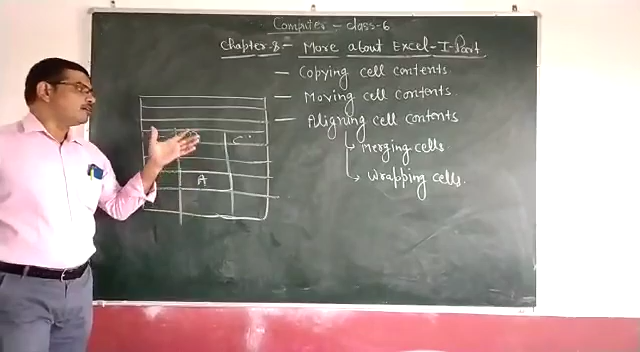 Computer - class-6
Chapter-8 - More about Excel-I-Part
- Copying cell contents
- Moving cell contents.
- Aligning cell contents
→ Merging cells
→ Wrapping cells.
C
A